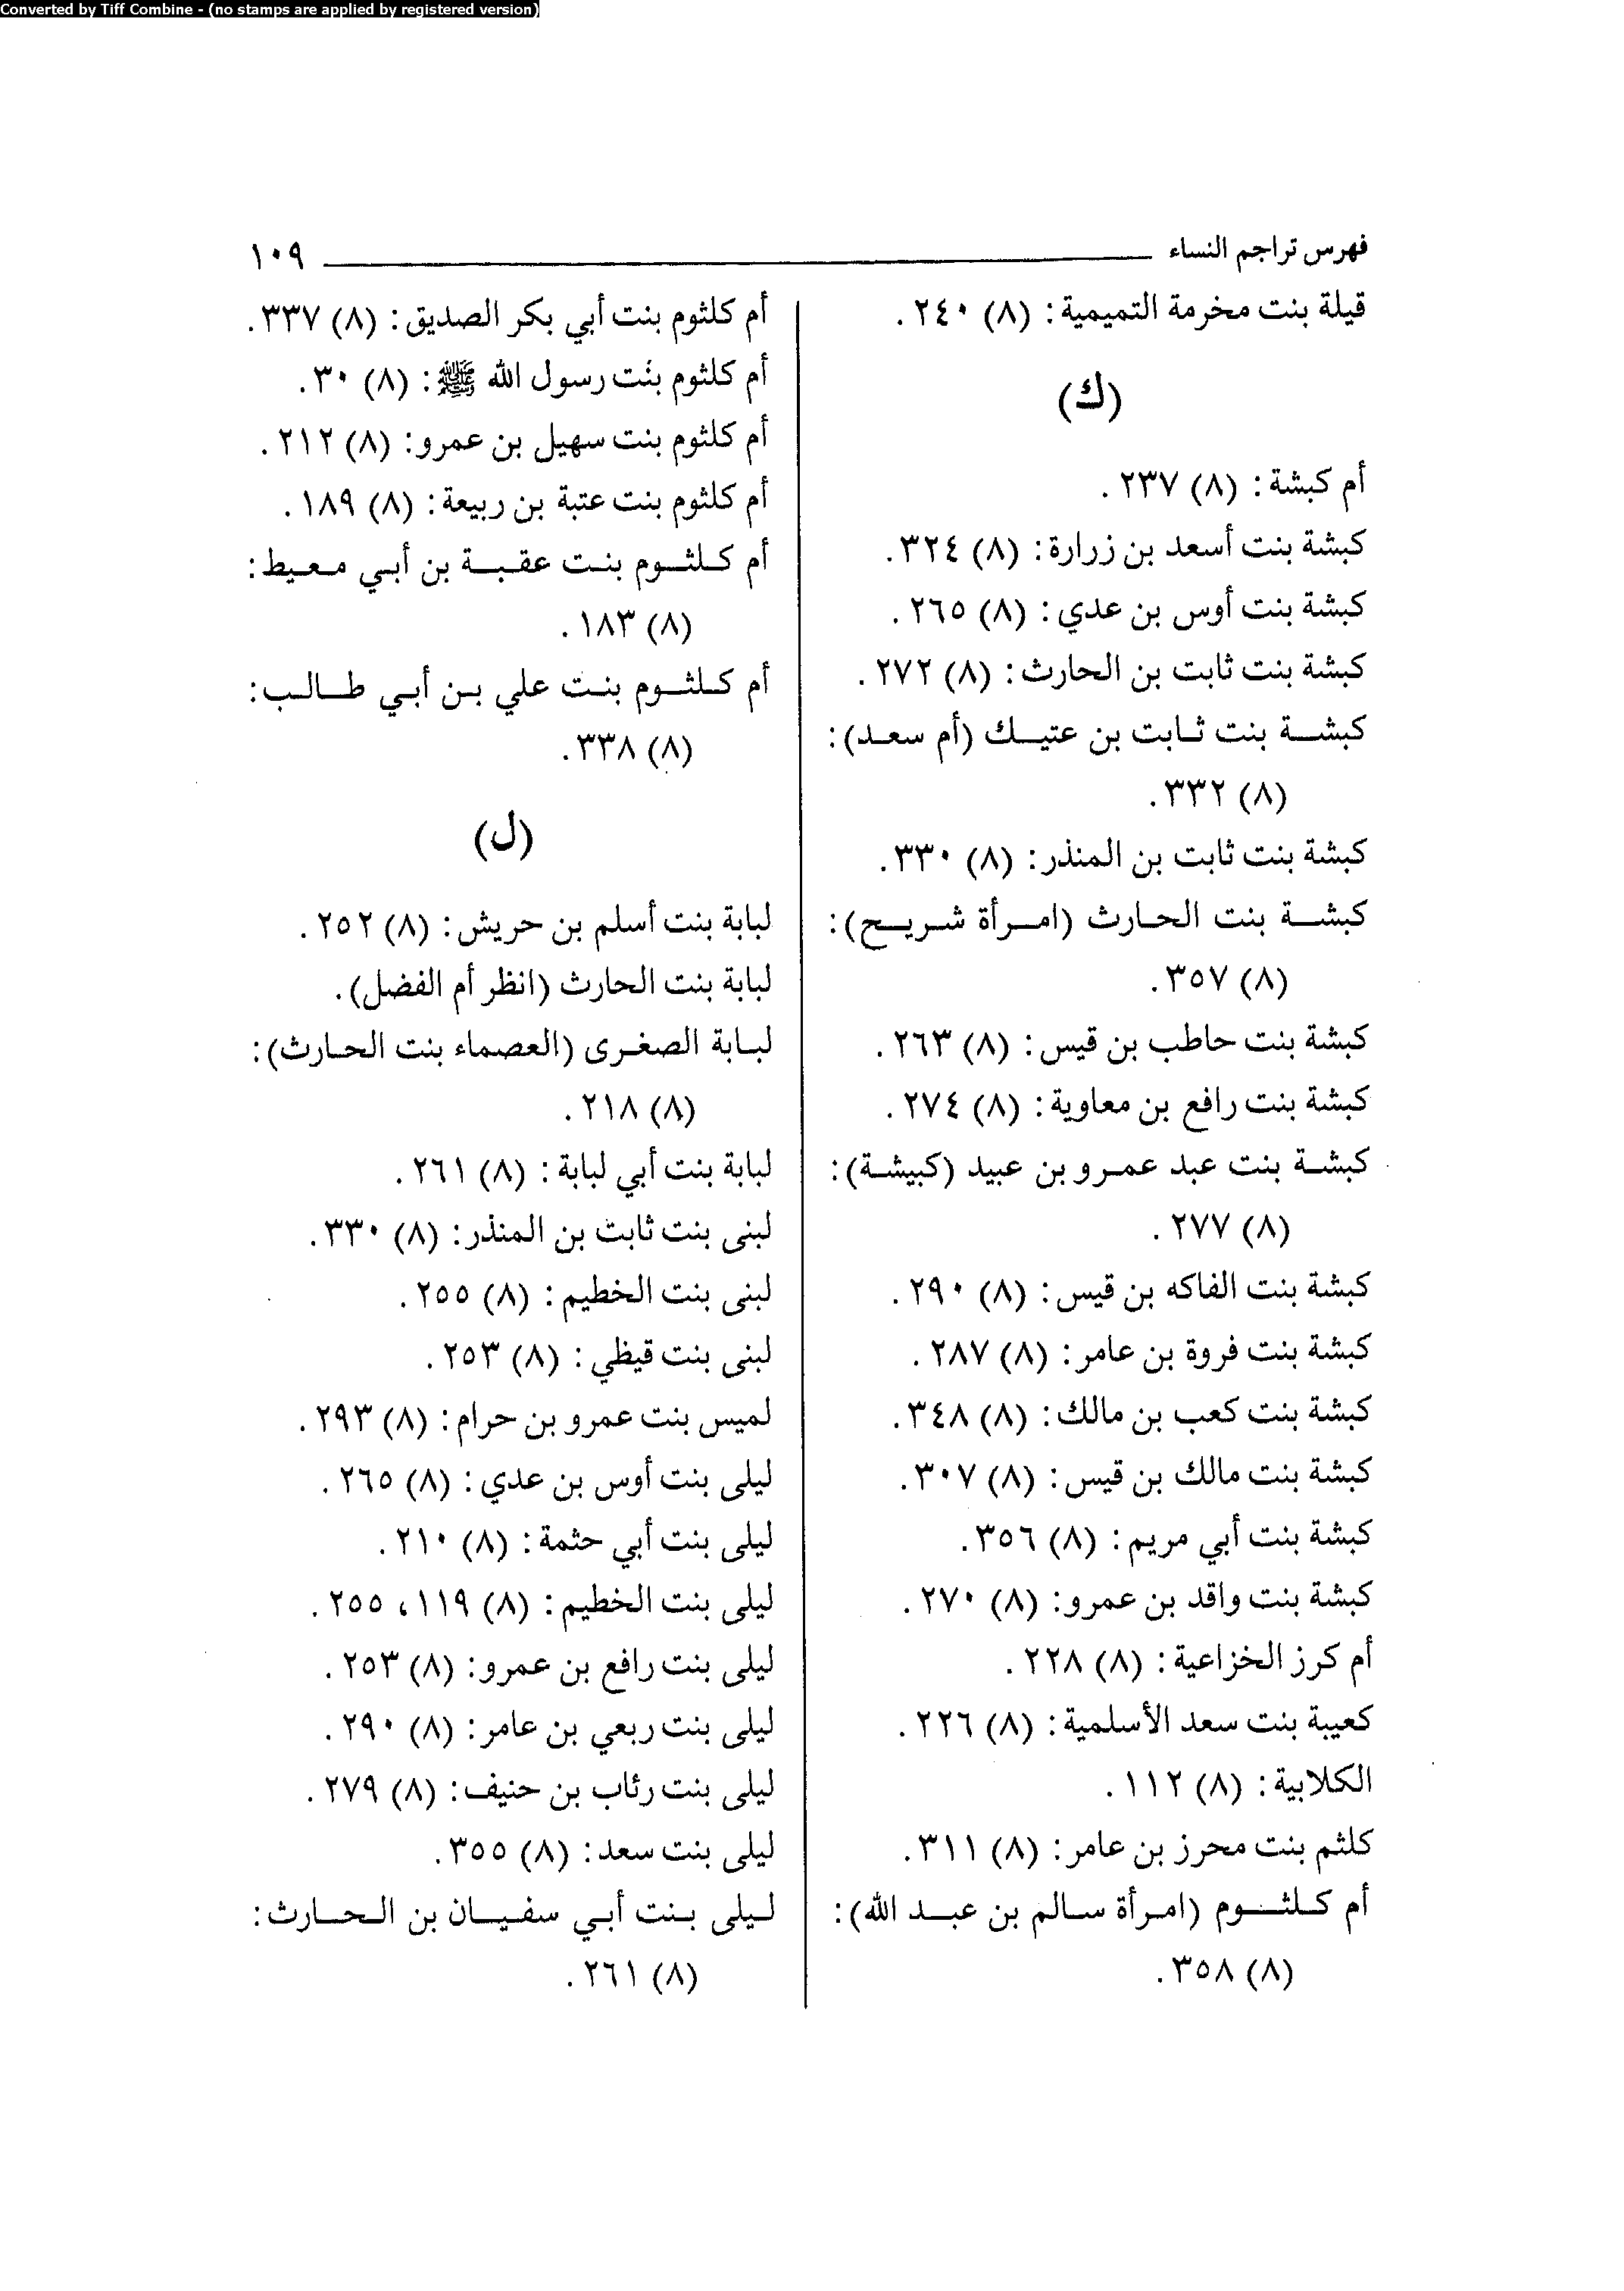 Converted by Tiff Combine - (no stamps are applied by registered version)
فهرس تراجم النساء ١٠٩
قيلة بنت مخرمة التميمية: (٨) ٢٤٠.
(ك)
أم كبشة: (٨) ٢٣٧.
كبشة بنت أسعد بن زرارة: (٨) ٣٢٤.
كبشة بنت أوس بن عدي: (٨) ٢٦٥.
كبشة بنت ثابت بن الحارث: (٨) ٢٧٢.
كبشة بنت ثابت بن عتيك (أم سعد):
(٨) ٣٣٢.
كبشة بنت ثابت بن المنذر: (٨) ٣٣٠.
كبشة بنت الحارث (امرأة شريح):
(٨) ٣٥٧.
كبشة بنت حاطب بن قيس: (٨) ٢٦٣.
كبشة بنت رافع بن معاوية: (٨) ٢٧٤.
كبشة بنت عبد عمرو بن عبيد (كبيشة):
(٨) ٢٧٧.
كبشة بنت الفاكه بن قيس: (٨) ٢٩٠.
كبشة بنت فروة بن عامر: (٨) ٢٨٧.
كبشة بنت كعب بن مالك: (٨) ٣٤٨.
كبشة بنت مالك بن قيس: (٨) ٣٠٧.
كبشة بنت أبي مريم: (٨) ٣٥٦.
كبشة بنت واقد بن عمرو: (٨) ٢٧٠.
أم كرز الخزاعية: (٨) ٢٢٨.
كعيبة بنت سعد الأسلمية: (٨) ٢٢٦.
الكلابية: (٨) ١١٢.
كلثم بنت محرز بن عامر: (٨) ٣١١.
أم كلثوم (امرأة سالم بن عبد الله):
(٨) ٣٥٨.
أم كلثوم بنت أبي بكر الصديق: (٨) ٣٣٧.
أم كلثوم بنت رسول الله ﷺ: (٨) ٣٠.
أم كلثوم بنت سهيل بن عمرو: (٨) ٢١٢.
أم كلثوم بنت عتبة بن ربيعة: (٨) ١٨٩.
أم كلثوم بنت عقبة بن أبي معيط:
(٨) ١٨٣.
أم كلثوم بنت علي بن أبي طالب:
(٨) ٣٣٨.
(ل)
لبابة بنت أسلم بن حريش: (٨) ٢٥٢.
لبابة بنت الحارث (انظر أم الفضل).
لبابة الصغرى (العصماء بنت الحارث):
(٨) ٢١٨.
لبابة بنت أبي لبابة: (٨) ٢٦١.
لبنى بنت ثابت بن المنذر: (٨) ٣٣٠.
لبنى بنت الخطيم: (٨) ٢٥٥.
لبنى بنت قيظي: (٨) ٢٥٣.
لميس بنت عمرو بن حرام: (٨) ٢٩٣.
ليلى بنت أوس بن عدي: (٨) ٢٦٥.
ليلى بنت أبي حثمة: (٨) ٢١٠.
ليلى بنت الخطيم: (٨) ١١٩، ٢٥٥.
ليلى بنت رافع بن عمرو: (٨) ٢٥٣.
ليلى بنت ربعي بن عامر: (٨) ٢٩٠.
ليلى بنت رئاب بن حنيف: (٨) ٢٧٩.
ليلى بنت سعد: (٨) ٣٥٥.
ليلى بنت أبي سفيان بن الحارث:
(٨) ٢٦١.